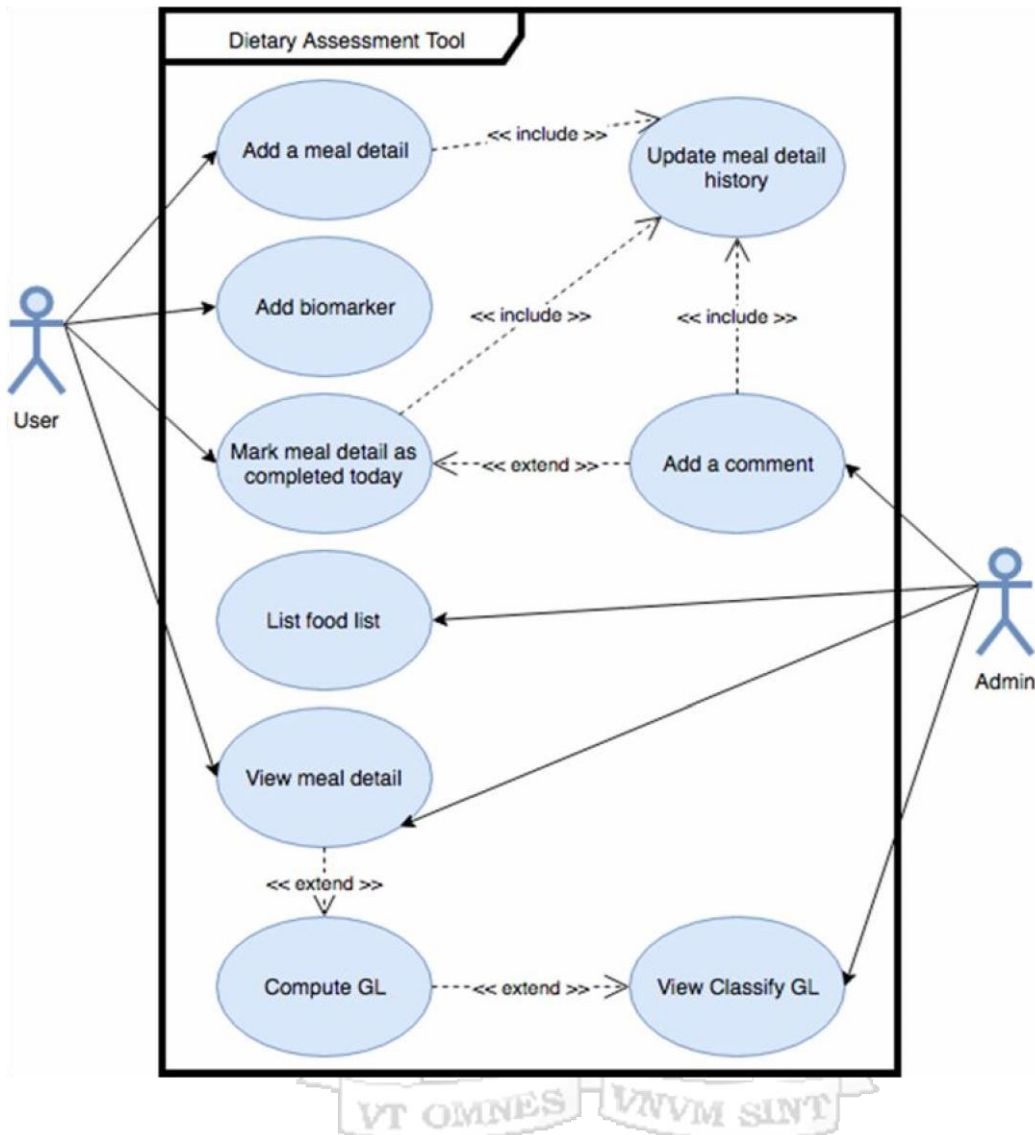 Dietary Assessment Tool
Add a meal detail
<< include >>
Update meal detail
history
Add biomarker
<< include >>
<< include >>
User
Mark meal detail as
completed today
<< extend >>
Add a comment
List food list
Admin
View meal detail
<< extend >>
Compute GL
<< extend >>
View Classify GL
VT OMNES VNVM SINT